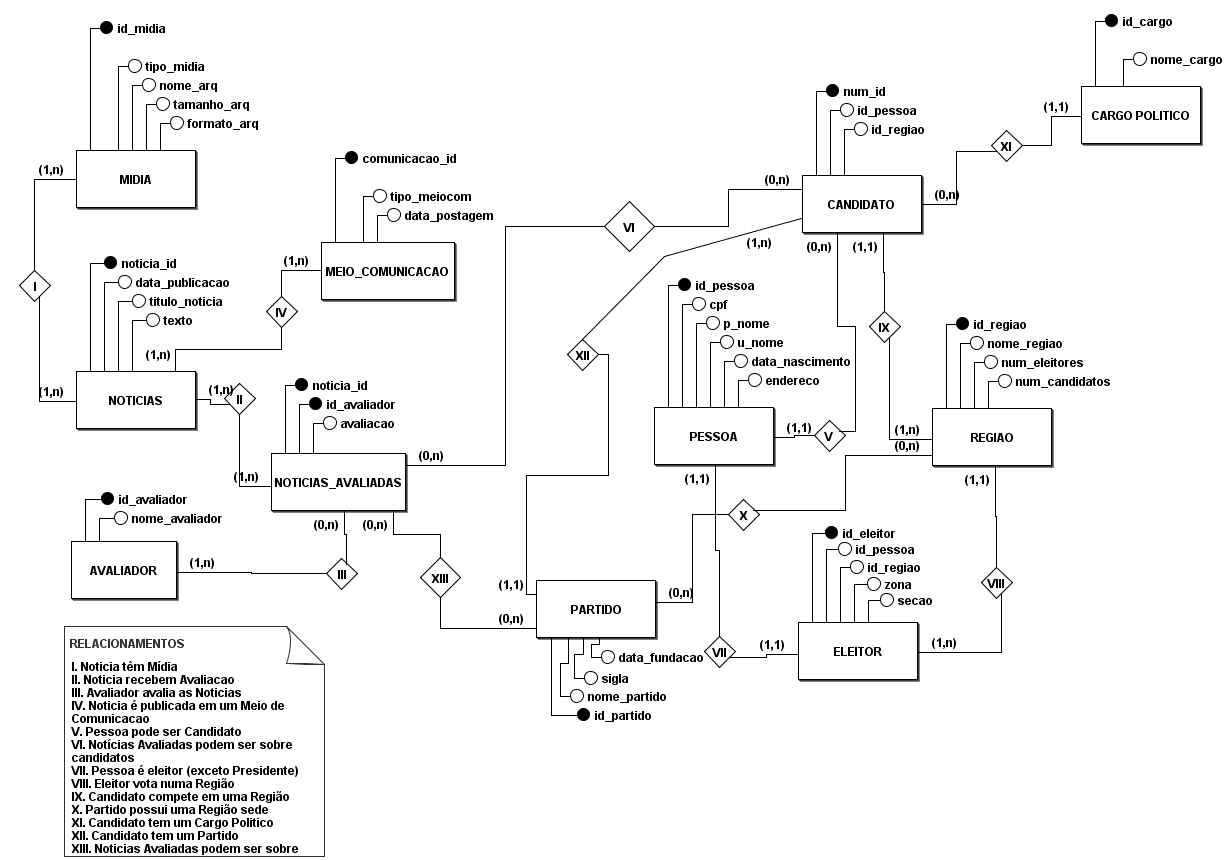 id_midia
tipo_midia
nome_arq
tamanho_arq
formato_arq
(1,n)
MIDIA
I
(1,n)
noticia_id
data_publicacao
titulo_noticia
texto
(1,n)
NOTICIAS
(1,n)
II
(1,n)
comunicacao_id
tipo_meiocom
data_postagem
(1,n)
MEIO_COMUNICACAO
IV
noticia_id
id_avaliador
avaliacao
NOTICIAS_AVALIADAS
(0,n)
(0,n)
(0,n)
id_avaliador
nome_avaliador
AVALIADOR
(1,n)
III
XIII
(0,n)
VI
(0,n)
num_id
id_pessoa
id_regiao
CANDIDATO
(1,n)
(0,n)
(1,1)
(0,n)
XI
(1,1)
id_cargo
nome_cargo
CARGO POLITICO
XII
(1,1)
id_pessoa
cpf
p_nome
u_nome
data_nascimento
endereco
PESSOA
(1,1)
V
(1,1)
IX
id_regiao
nome_regiao
num_eleitores
num_candidatos
(1,n)
(0,n)
REGIAO
(1,1)
X
(0,n)
PARTIDO
data_fundacao
sigla
nome_partido
id_partido
VII
(1,1)
id_eleitor
id_pessoa
id_regiao
zona
secao
ELEITOR
(1,n)
VIII
RELACIONAMENTOS
I. Noticia têm Mídia
II. Noticia recebem Avaliacao
III. Avaliador avalia as Noticias
IV. Noticia é publicada em um Meio de
Comunicacao
V. Pessoa pode ser Candidato
VI. Notícias Avaliadas podem ser sobre
candidatos
VII. Pessoa é eleitor (exceto Presidente)
VIII. Eleitor vota numa Região
IX. Candidato compete em uma Região
X. Partido possui uma Região sede
XI. Candidato tem um Cargo Politico
XII. Candidato tem um Partido
XIII. Noticias Avaliadas podem ser sobre